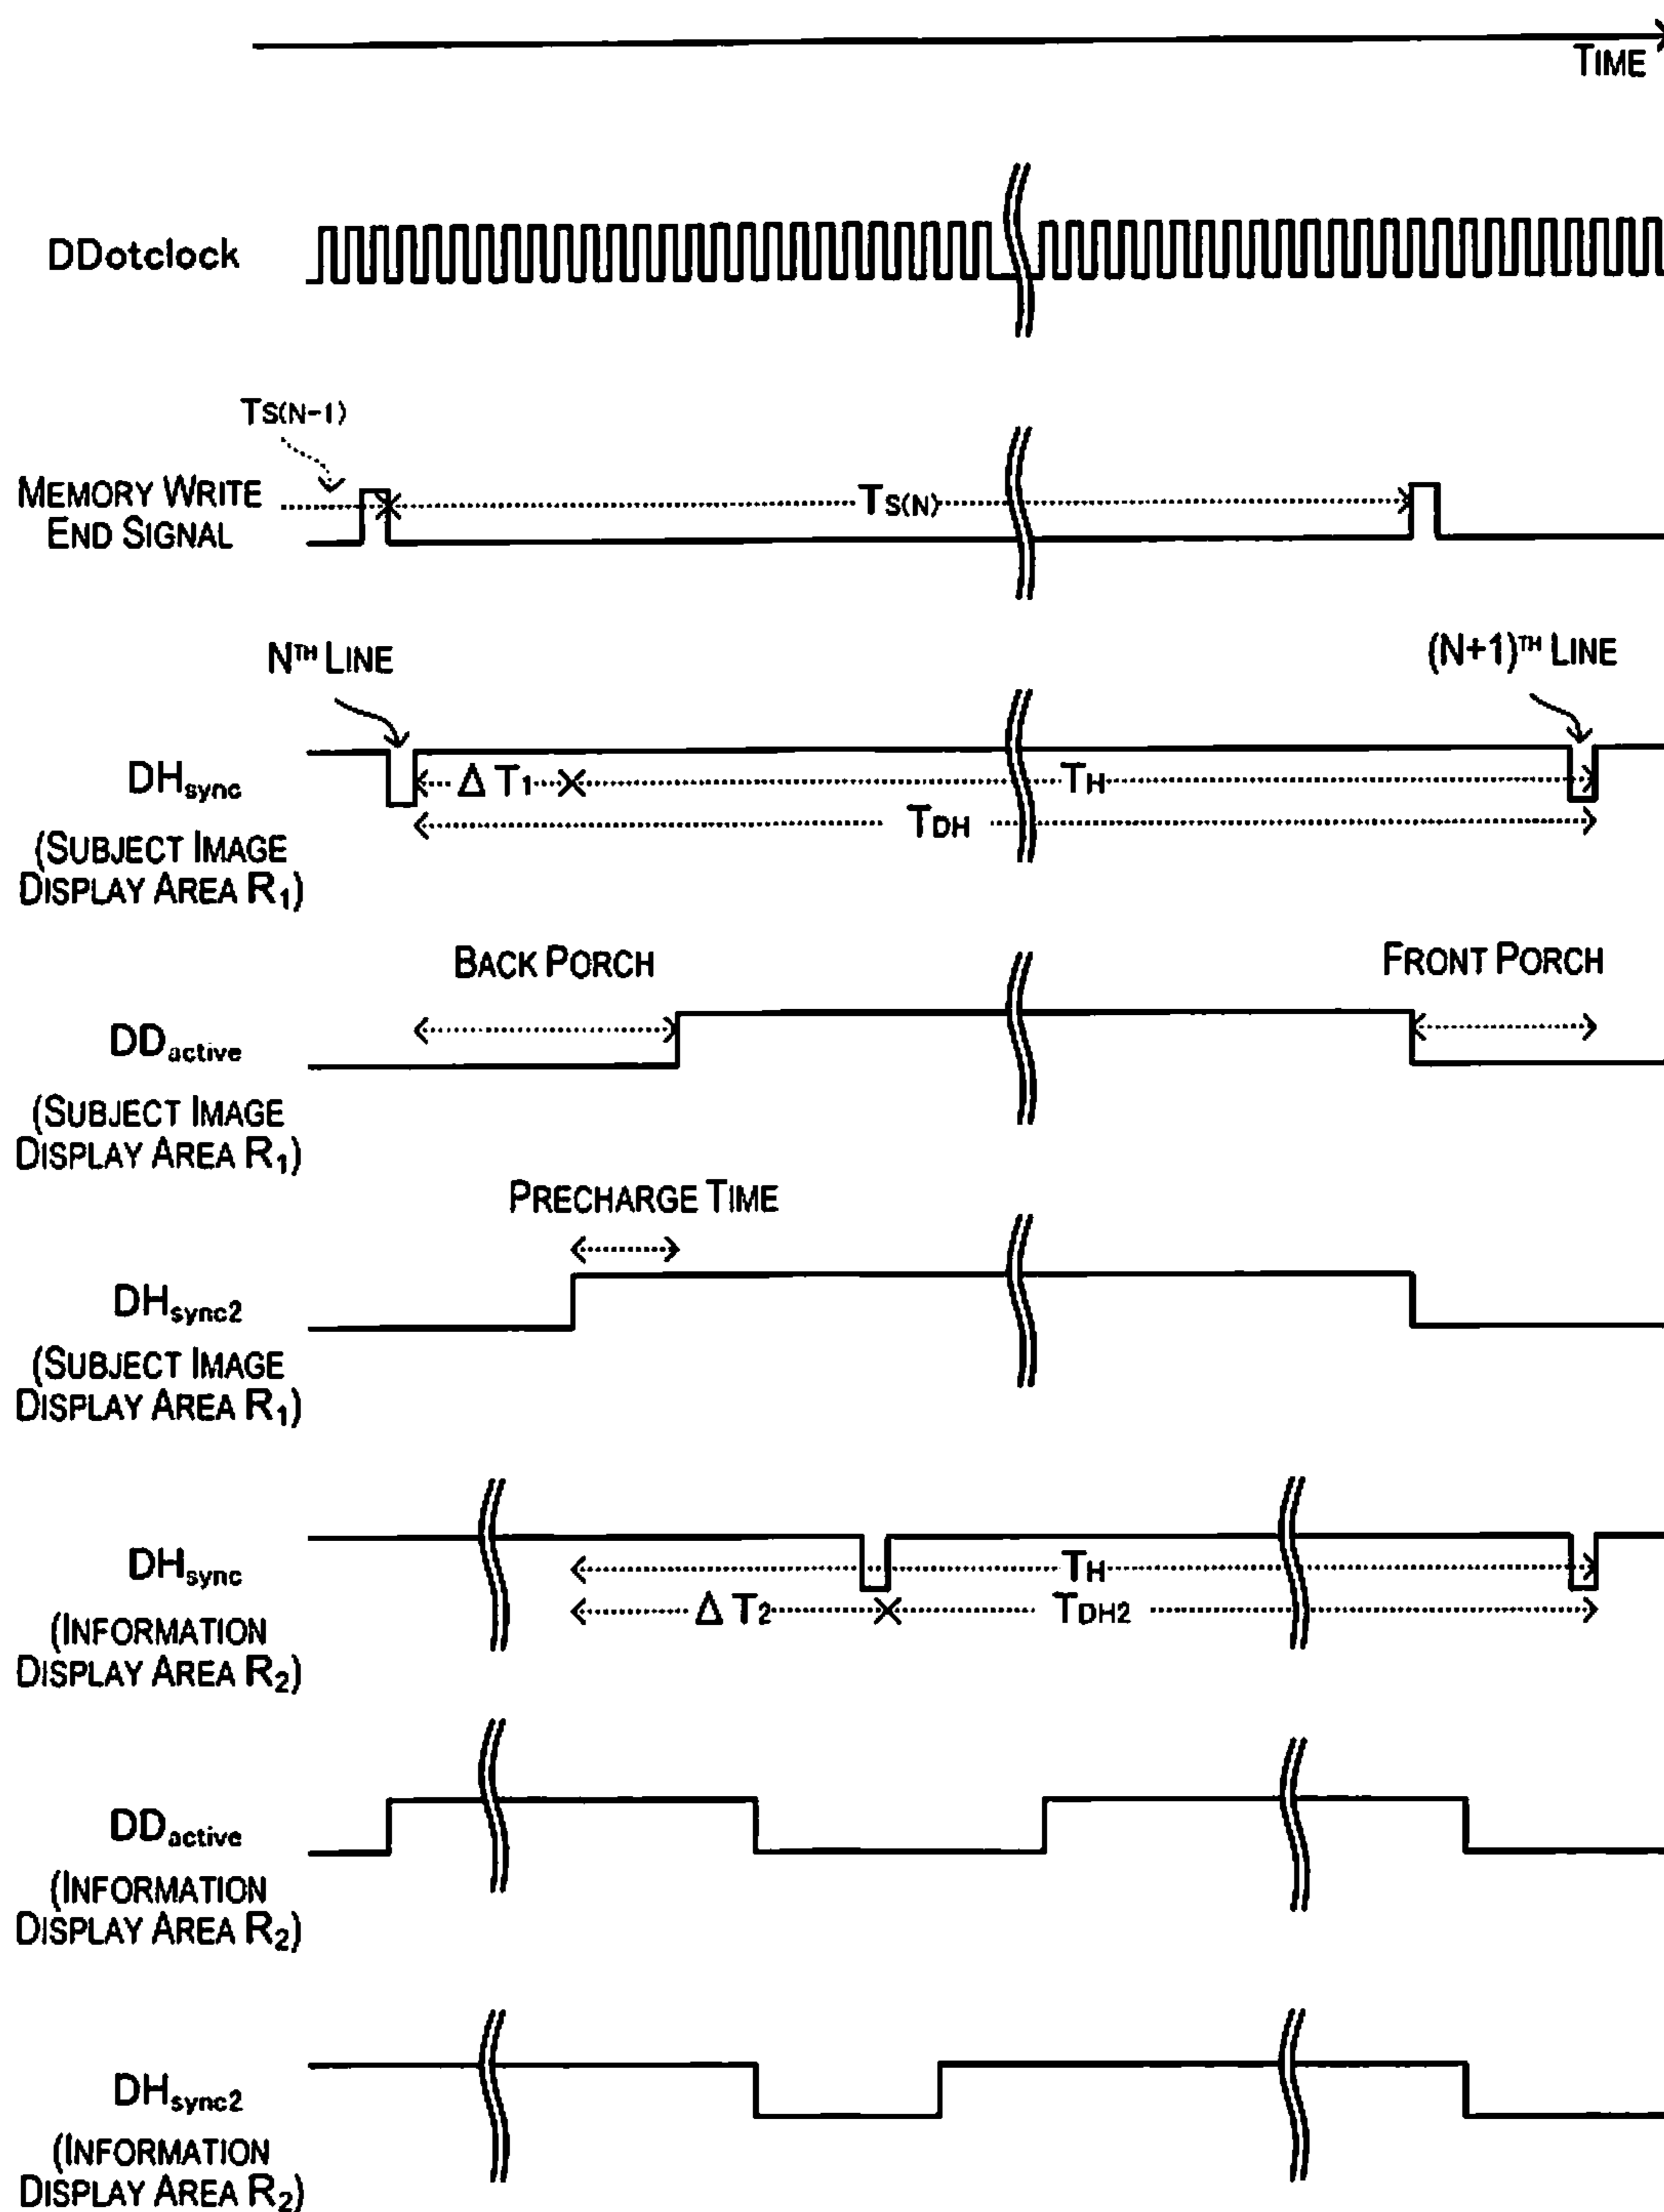 TIME
DDotclock
TS(N-1)
MEMORY WRITE
END SIGNAL
TS(N)
NTH LINE
(N+1)TH LINE
DHsync
Δ T1
TH
TDH
(SUBJECT IMAGE
DISPLAY AREA R1)
BACK PORCH
FRONT PORCH
DDactive
(SUBJECT IMAGE
DISPLAY AREA R1)
PRECHARGE TIME
DHsync2
(SUBJECT IMAGE
DISPLAY AREA R1)
DHsync
TH
Δ T2
TDH2
(INFORMATION
DISPLAY AREA R2)
DDactive
(INFORMATION
DISPLAY AREA R2)
DHsync2
(INFORMATION
DISPLAY AREA R2)